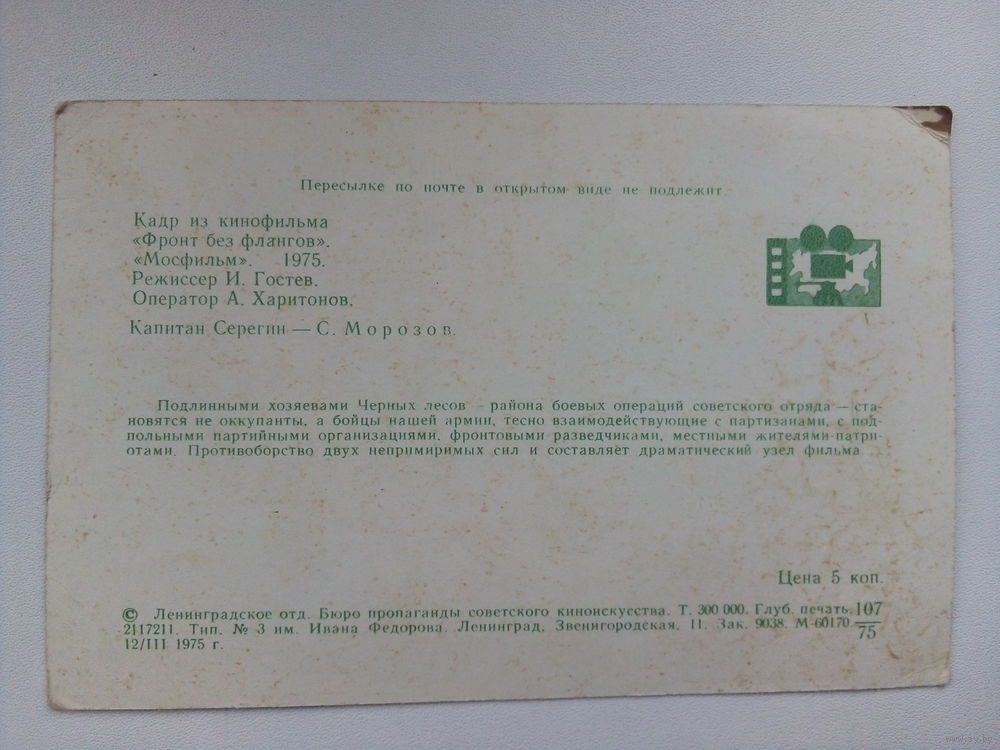 Пересылке по почте в открытом виде не подлежит.
Кадр из кинофильма
«Фронт без флангов».
«Мосфильм». 1975.
Режиссер И. Гостев.
Оператор А. Харитонов.
Капитан Серегин — С. Морозов.
Подлинными хозяевами Черных лесов — района боевых операций советского отряда — ста-
новятся не оккупанты, а бойцы нашей армии, тесно взаимодействующие с партизанами, с под-
польными партийными организациями, фронтовыми разведчиками, местными жителями-патри-
отами. Противоборство двух непримиримых сил и составляет драматический узел фильма.
Цена 5 коп.
© Ленинградское отд. Бюро пропаганды советского киноискусства. Т. 300 000. Глуб. печать. 107/75
2117211. Тип. № 3 им. Ивана Федорова. Ленинград, Звенигородская, 11. Зак. 9038. М-60170.
12/III 1975 г.